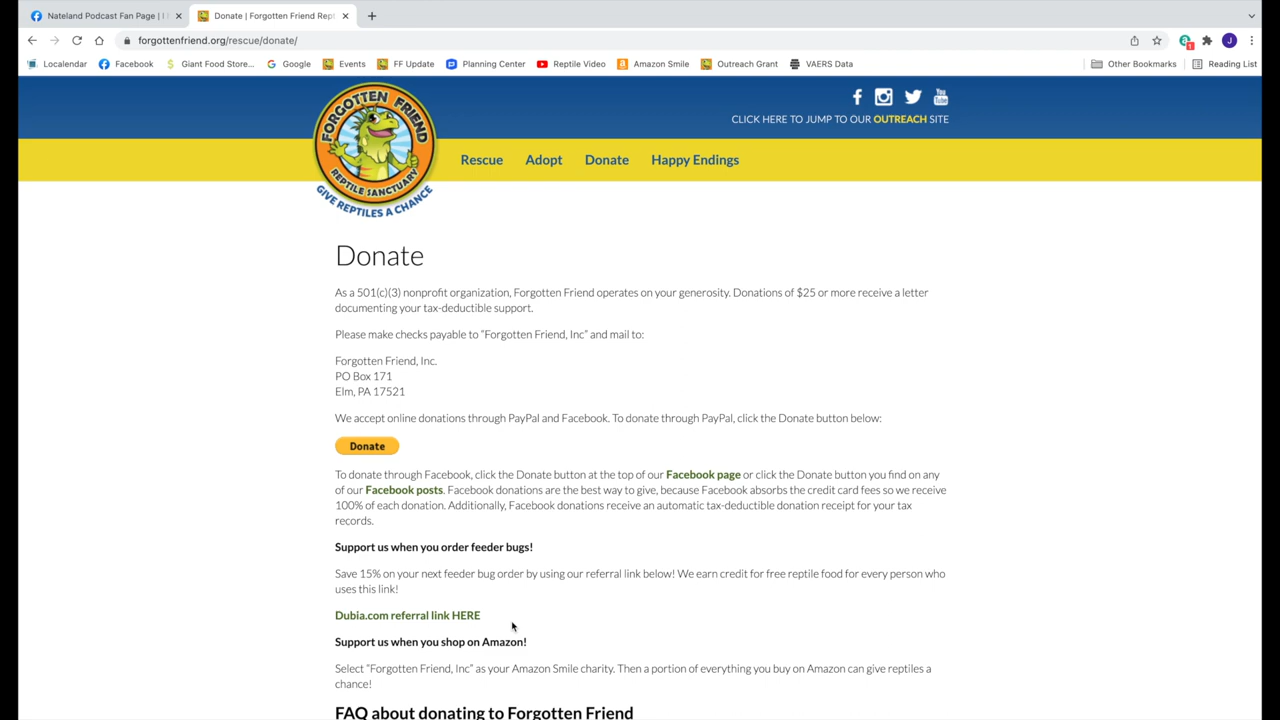 Nateland Podcast Fan Page | I
Donate | Forgotten Friend Rept
forgottenfriend.org/rescue/donate/
Localendar
Facebook
Giant Food Store...
Google
Events
FF Update
Planning Center
Reptile Video
Amazon Smile
Outreach Grant
VAERS Data
Other Bookmarks
Reading List
1
J
You
Tube
CLICK HERE TO JUMP TO OUR OUTREACH SITE
FORGOTTEN FRIEND
REPTILE SANCTUARY
GIVE REPTILES A CHANCE
Rescue
Adopt
Donate
Happy Endings
Donate
As a 501(c)(3) nonprofit organization, Forgotten Friend operates on your generosity. Donations of $25 or more receive a letter
documenting your tax-deductible support.
Please make checks payable to “Forgotten Friend, Inc” and mail to:
Forgotten Friend, Inc.
PO Box 171
Elm, PA 17521
We accept online donations through PayPal and Facebook. To donate through PayPal, click the Donate button below:
Donate
To donate through Facebook, click the Donate button at the top of our Facebook page or click the Donate button you find on any
of our Facebook posts. Facebook donations are the best way to give, because Facebook absorbs the credit card fees so we receive
100% of each donation. Additionally, Facebook donations receive an automatic tax-deductible donation receipt for your tax
records.
Support us when you order feeder bugs!
Save 15% on your next feeder bug order by using our referral link below! We earn credit for free reptile food for every person who
uses this link!
Dubia.com referral link HERE
Support us when you shop on Amazon!
Select “Forgotten Friend, Inc” as your Amazon Smile charity. Then a portion of everything you buy on Amazon can give reptiles a
chance!
FAQ about donating to Forgotten Friend